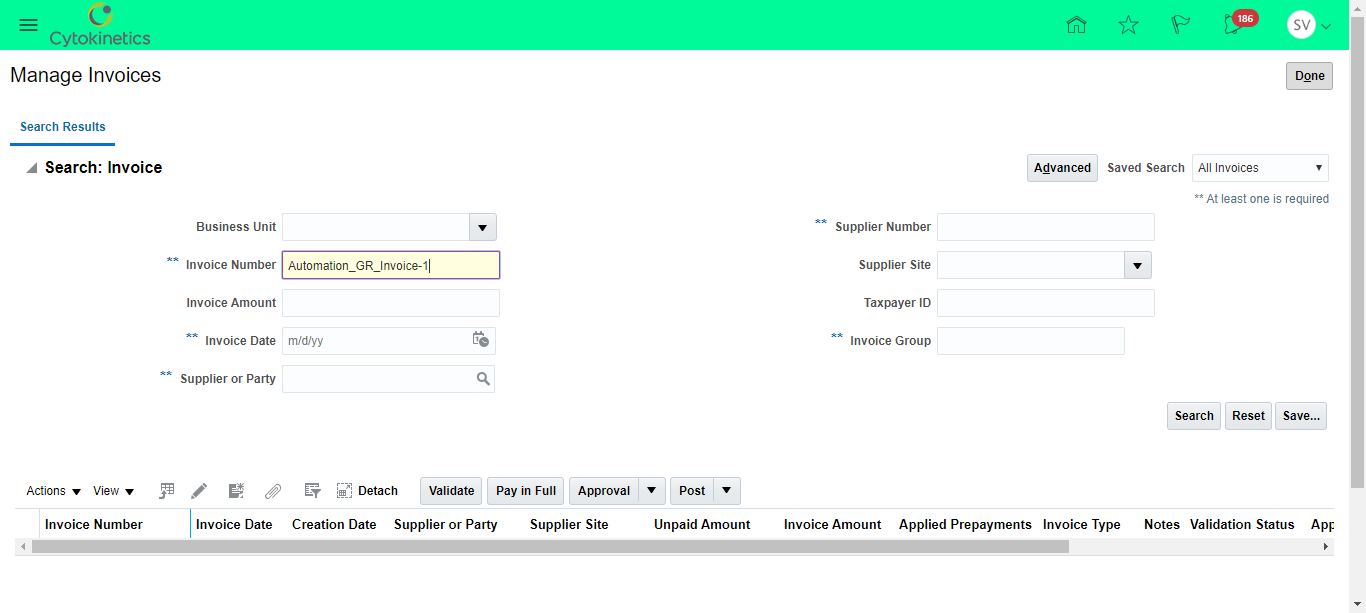 Cytokinetics
186
SV
Manage Invoices
Done
Search Results
Search: Invoice
Advanced
Saved Search
All Invoices
** At least one is required
Business Unit
** Supplier Number
** Invoice Number
Automation_GR_Invoice-1
Supplier Site
Invoice Amount
Taxpayer ID
** Invoice Date
m/d/yy
** Invoice Group
** Supplier or Party
Search
Reset
Save...
Actions
View
Detach
Validate
Pay in Full
Approval
Post
Invoice Number
Invoice Date
Creation Date
Supplier or Party
Supplier Site
Unpaid Amount
Invoice Amount
Applied Prepayments
Invoice Type
Notes
Validation Status
App